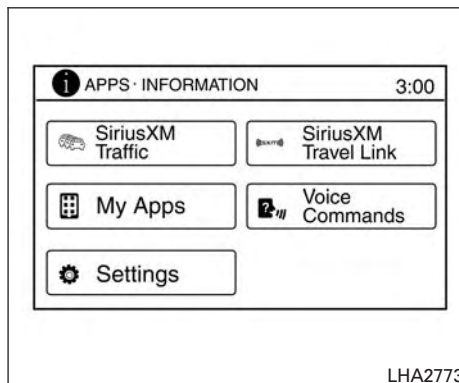 i APPS · INFORMATION 3:00
SiriusXM
Traffic
SiriusXM
Travel Link
My Apps
Voice
Commands
Settings
LHA2773